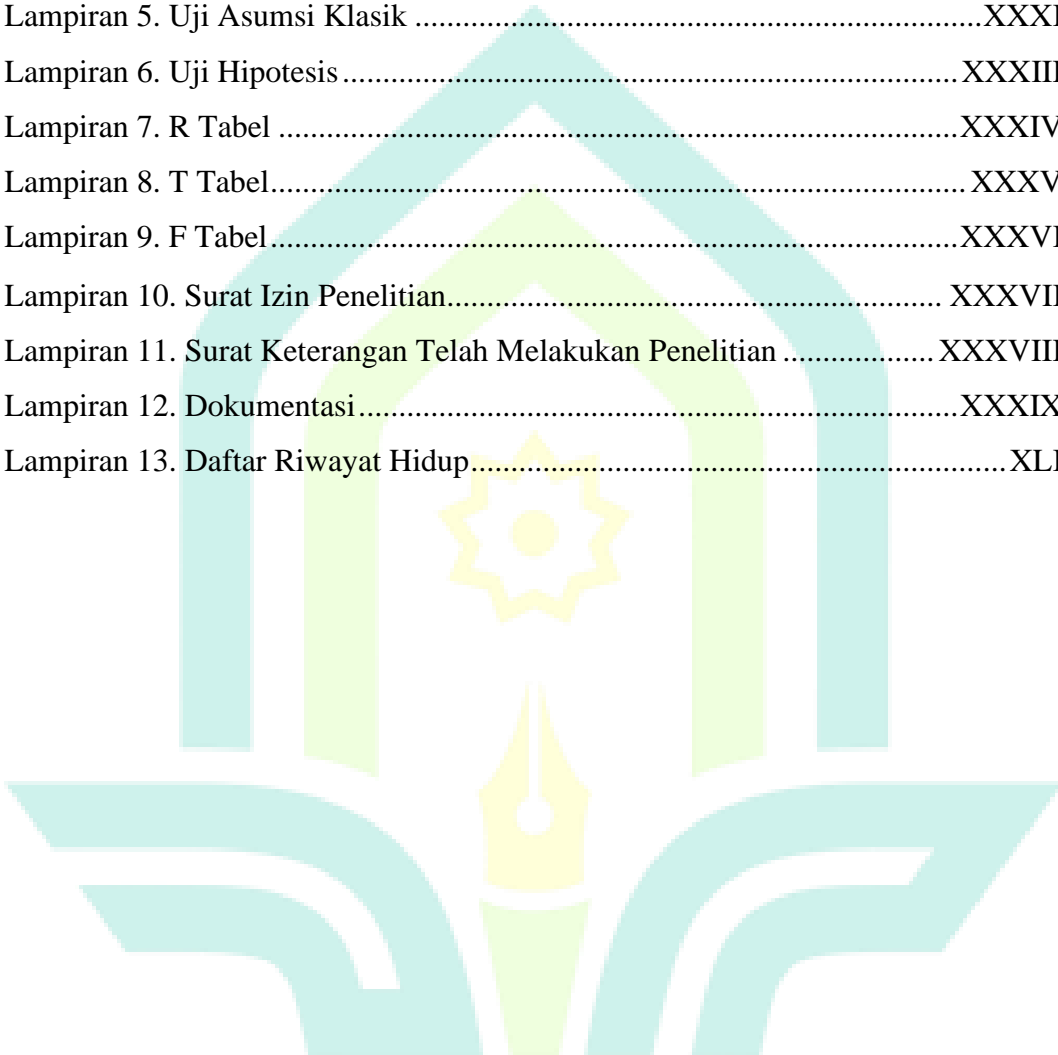 Lampiran 5. Uji Asumsi Klasik ................................................................XXXI
Lampiran 6. Uji Hipotesis ......................................................................XXXIII
Lampiran 7. R Tabel ..............................................................................XXXIV
Lampiran 8. T Tabel............................................................................... XXXV
Lampiran 9. F Tabel...............................................................................XXXVI
Lampiran 10. Surat Izin Penelitian......................................................... XXXVII
Lampiran 11. Surat Keterangan Telah Melakukan Penelitian .................XXXVIII
Lampiran 12. Dokumentasi.....................................................................XXXIX
Lampiran 13. Daftar Riwayat Hidup.............................................................XLI